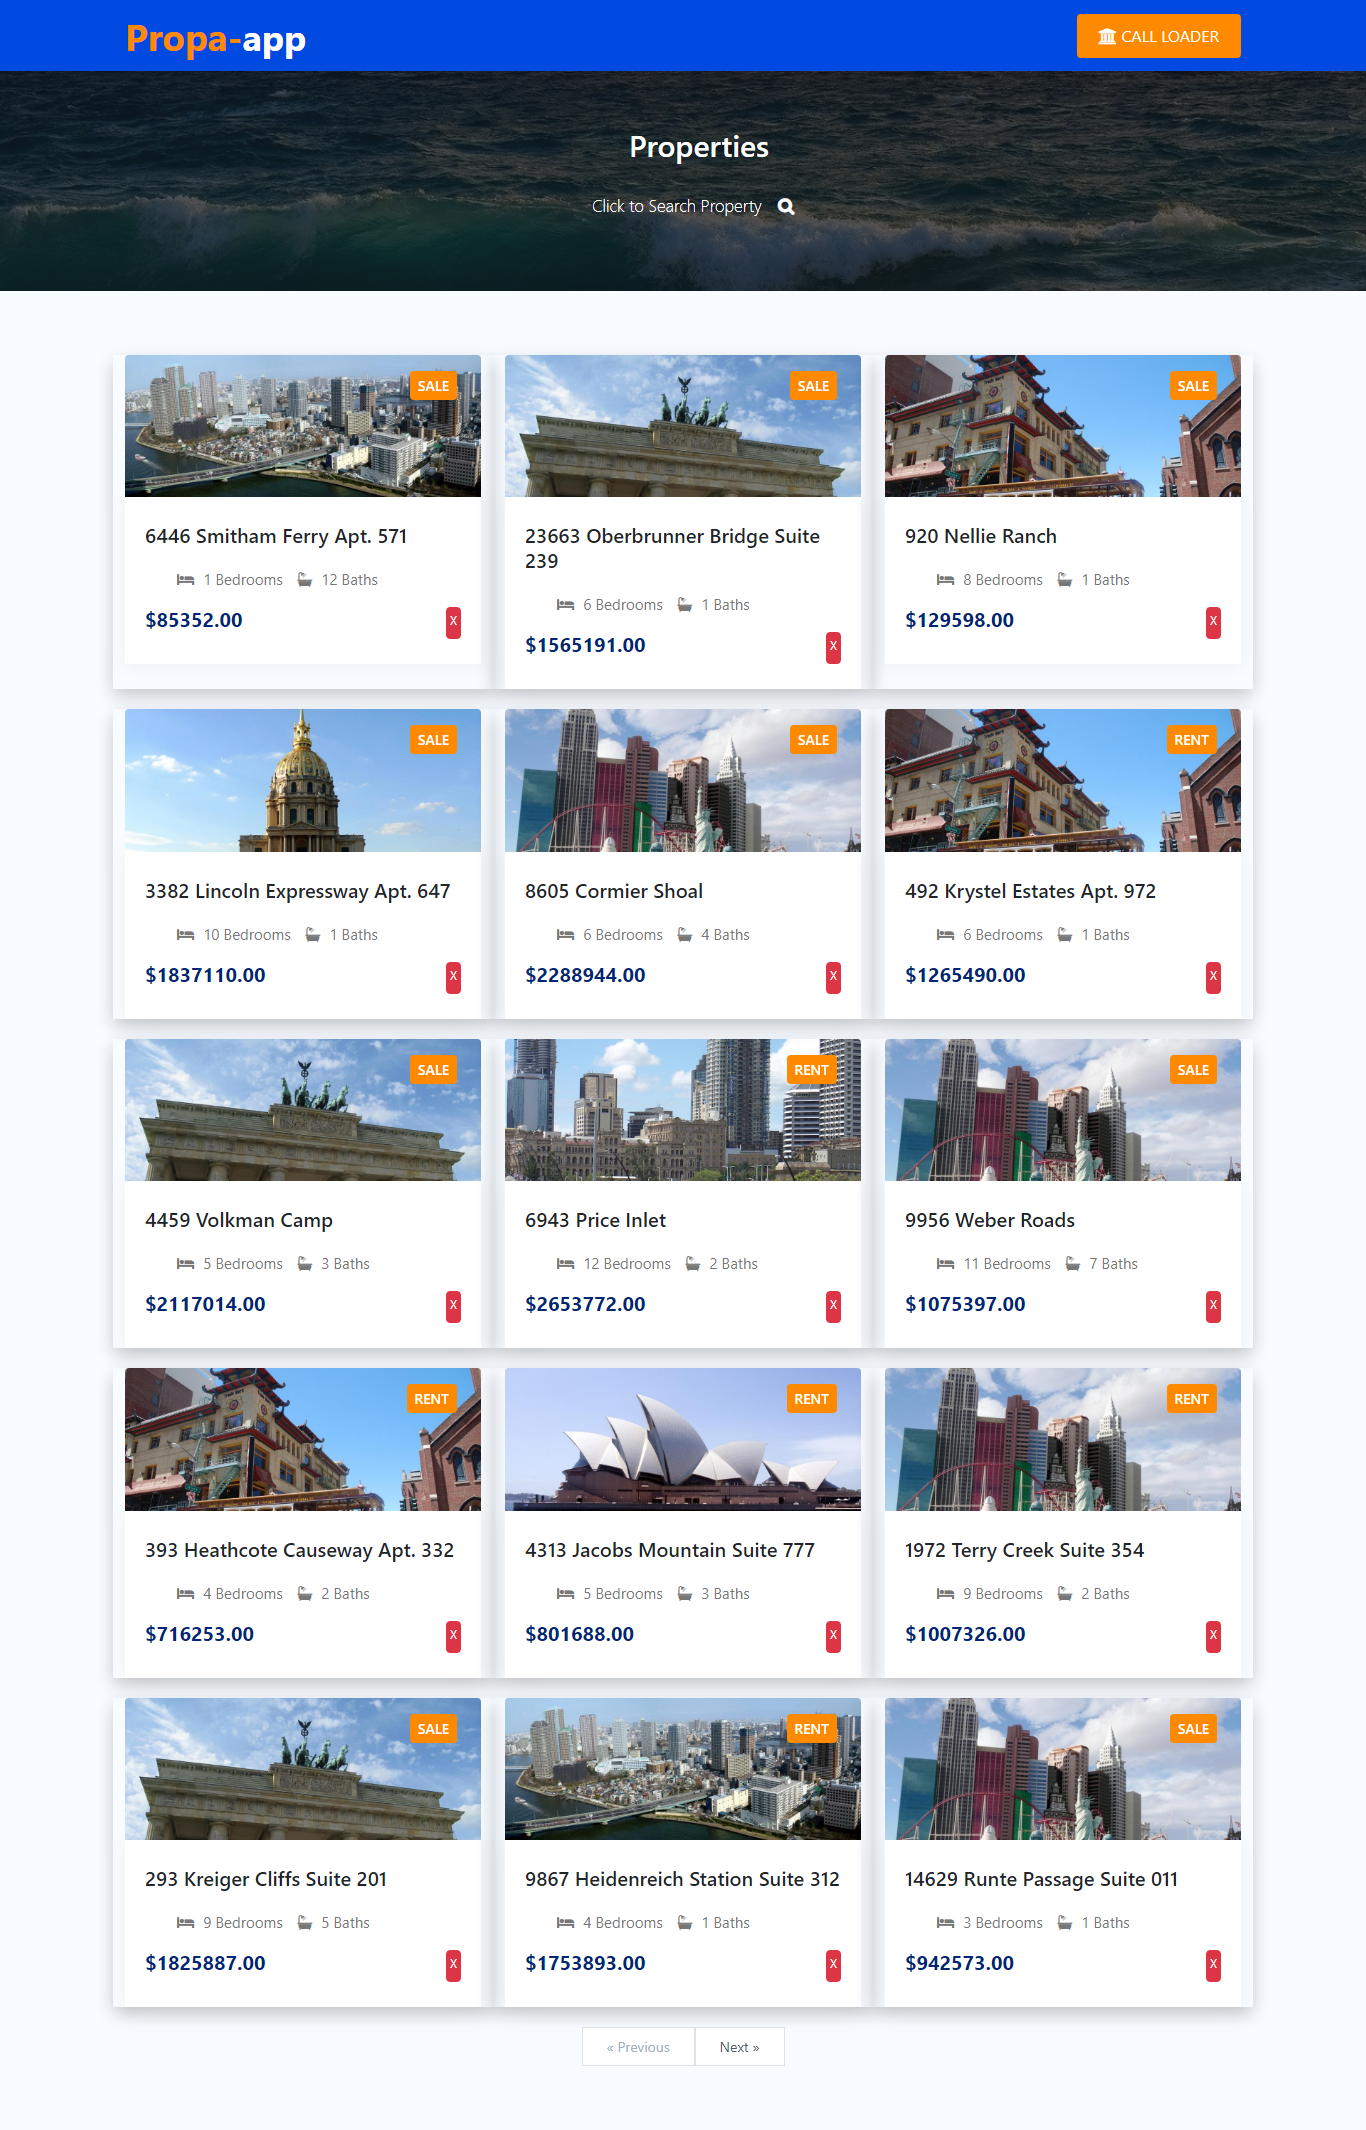 Propa-app
CALL LOADER
Properties
Click to Search Property
SALE
SALE
SALE
6446 Smitham Ferry Apt. 571
1 Bedrooms 12 Baths
$85352.00 X
23663 Oberbrunner Bridge Suite
239
6 Bedrooms 1 Baths
$1565191.00 X
920 Nellie Ranch
8 Bedrooms 1 Baths
$129598.00 X
SALE
SALE
RENT
3382 Lincoln Expressway Apt. 647
10 Bedrooms 1 Baths
$1837110.00 X
8605 Cormier Shoal
6 Bedrooms 4 Baths
$2288944.00 X
492 Krystel Estates Apt. 972
6 Bedrooms 1 Baths
$1265490.00 X
SALE
RENT
SALE
4459 Volkman Camp
5 Bedrooms 3 Baths
$2117014.00 X
6943 Price Inlet
12 Bedrooms 2 Baths
$2653772.00 X
9956 Weber Roads
11 Bedrooms 7 Baths
$1075397.00 X
RENT
RENT
RENT
393 Heathcote Causeway Apt. 332
4 Bedrooms 2 Baths
$716253.00 X
4313 Jacobs Mountain Suite 777
5 Bedrooms 3 Baths
$801688.00 X
1972 Terry Creek Suite 354
9 Bedrooms 2 Baths
$1007326.00 X
SALE
RENT
SALE
293 Kreiger Cliffs Suite 201
9 Bedrooms 5 Baths
$1825887.00 X
9867 Heidenreich Station Suite 312
4 Bedrooms 1 Baths
$1753893.00 X
14629 Runte Passage Suite 011
3 Bedrooms 1 Baths
$942573.00 X
« Previous Next »